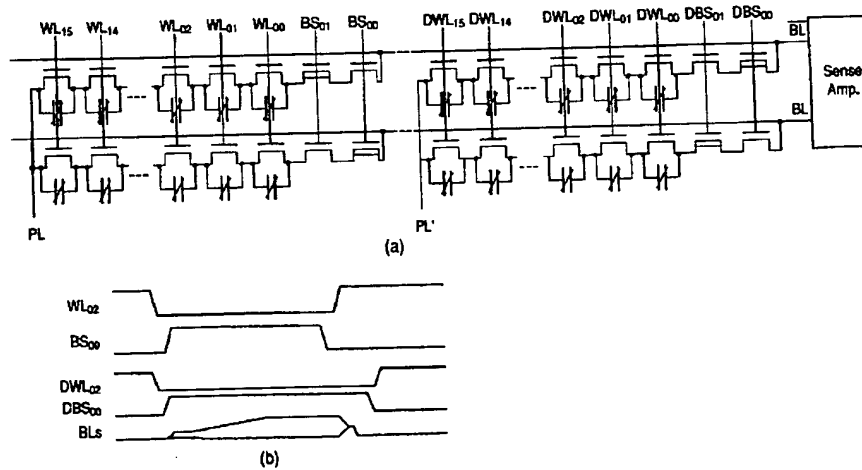 WL15 WL14 WL02 WL01 WL00 BS01 BS00 DWL15 DWL14 DWL02 DWL01 DWL00 DBS01 DBS00
BL
Sense
Amp.
BL
PL
PL'
(a)
WL02
BS00
DWL02
DBS00
BLs
(b)